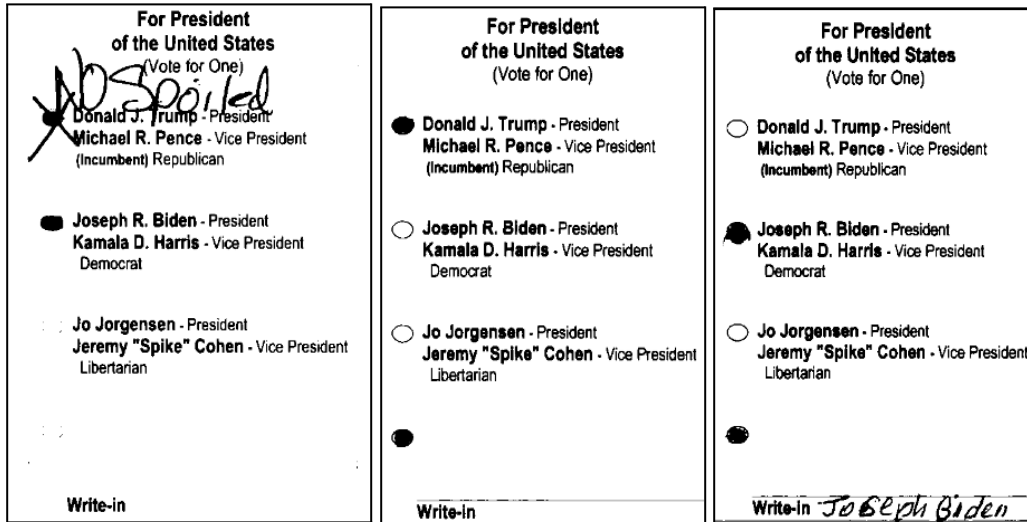 For President
of the United States
(Vote for One)
NO Spoiled
Donald J. Trump - President
Michael R. Pence - Vice President
(Incumbent) Republican
Joseph R. Biden - President
Kamala D. Harris - Vice President
Democrat
Jo Jorgensen - President
Jeremy "Spike" Cohen - Vice President
Libertarian
Write-in
For President
of the United States
(Vote for One)
Donald J. Trump - President
Michael R. Pence - Vice President
(Incumbent) Republican
Joseph R. Biden - President
Kamala D. Harris - Vice President
Democrat
Jo Jorgensen - President
Jeremy "Spike" Cohen - Vice President
Libertarian
Write-in
For President
of the United States
(Vote for One)
Donald J. Trump - President
Michael R. Pence - Vice President
(Incumbent) Republican
Joseph R. Biden - President
Kamala D. Harris - Vice President
Democrat
Jo Jorgensen - President
Jeremy "Spike" Cohen - Vice President
Libertarian
Write-in Joseph Biden